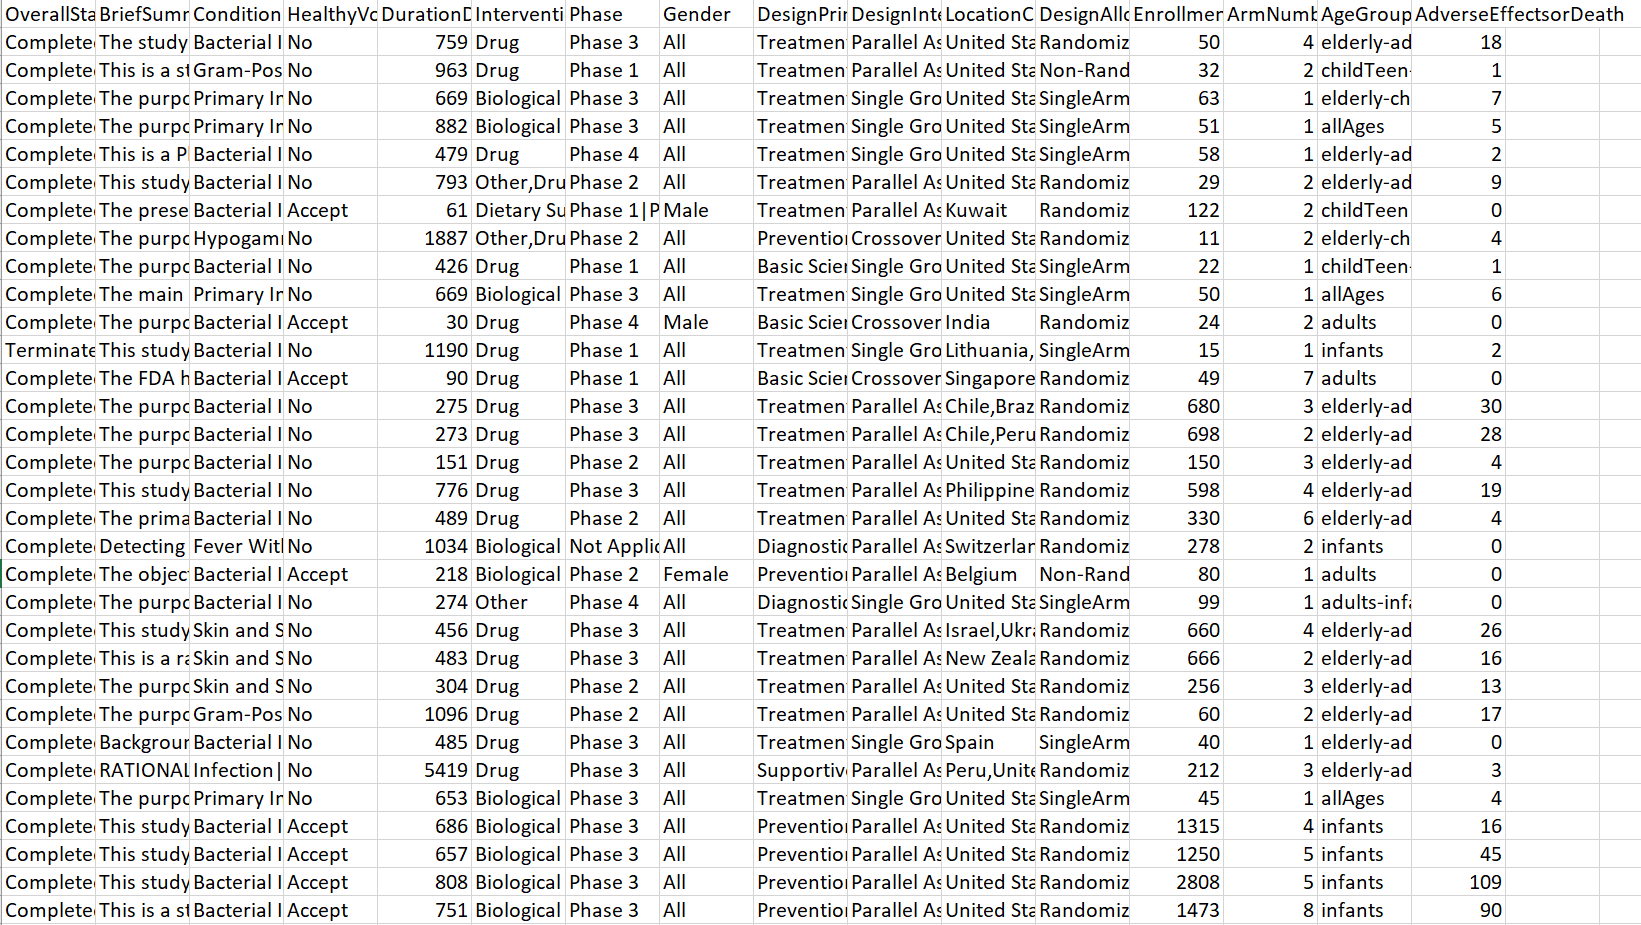 OverallSta BriefSumr Condition HealthyVo DurationD Interventi Phase Gender DesignPri DesignInte LocationC DesignAllo Enrollmer ArmNumb AgeGroup AdverseEffectsorDeath
Complete The study Bacterial I No 759 Drug Phase 3 All Treatmen Parallel As United Sta Randomiz 50 4 elderly-ad 18
Complete This is a st Gram-Pos No 963 Drug Phase 1 All Treatmen Parallel As United Sta Non-Rand 32 2 childTeen- 1
Complete The purpo Primary Ir No 669 Biological Phase 3 All Treatmen Single Gro United Sta SingleArm 63 1 elderly-ch 7
Complete The purpo Primary Ir No 882 Biological Phase 3 All Treatmen Single Gro United Sta SingleArm 51 1 allAges 5
Complete This is a P Bacterial I No 479 Drug Phase 4 All Treatmen Single Gro United Sta SingleArm 58 1 elderly-ad 2
Complete This study Bacterial I No 793 Other,Dru Phase 2 All Treatmen Parallel As United Sta Randomiz 29 2 elderly-ad 9
Complete The prese Bacterial I Accept 61 Dietary Su Phase 1|P Male Treatmen Parallel As Kuwait Randomiz 122 2 childTeen 0
Complete The purpo Hypogam No 1887 Other,Dru Phase 2 All Preventio Crossover United Sta Randomiz 11 2 elderly-ch 4
Complete The purpo Bacterial I No 426 Drug Phase 1 All Basic Scier Single Gro United Sta SingleArm 22 1 childTeen- 1
Complete The main Primary Ir No 669 Biological Phase 3 All Treatmen Single Gro United Sta SingleArm 50 1 allAges 6
Complete The purpo Bacterial I Accept 30 Drug Phase 4 Male Basic Scier Crossover India Randomiz 24 2 adults 0
Terminate This study Bacterial I No 1190 Drug Phase 1 All Treatmen Single Gro Lithuania, SingleArm 15 1 infants 2
Complete The FDA h Bacterial I Accept 90 Drug Phase 1 All Basic Scier Crossover Singapore Randomiz 49 7 adults 0
Complete The purpo Bacterial I No 275 Drug Phase 3 All Treatmen Parallel As Chile,Braz Randomiz 680 3 elderly-ad 30
Complete The purpo Bacterial I No 273 Drug Phase 3 All Treatmen Parallel As Chile,Peru Randomiz 698 2 elderly-ad 28
Complete The purpo Bacterial I No 151 Drug Phase 2 All Treatmen Parallel As United Sta Randomiz 150 3 elderly-ad 4
Complete This study Bacterial I No 776 Drug Phase 3 All Treatmen Parallel As Philippine Randomiz 598 4 elderly-ad 19
Complete The prima Bacterial I No 489 Drug Phase 2 All Treatmen Parallel As United Sta Randomiz 330 6 elderly-ad 4
Complete Detecting Fever Witl No 1034 Biological Not Applic All Diagnostic Parallel As Switzerlan Randomiz 278 2 infants 0
Complete The objec Bacterial I Accept 218 Biological Phase 2 Female Preventio Parallel As Belgium Non-Rand 80 1 adults 0
Complete The purpo Bacterial I No 274 Other Phase 4 All Diagnostic Single Gro United Sta SingleArm 99 1 adults-infa 0
Complete This study Skin and S No 456 Drug Phase 3 All Treatmen Parallel As Israel,Ukra Randomiz 660 4 elderly-ad 26
Complete This is a ra Skin and S No 483 Drug Phase 3 All Treatmen Parallel As New Zeala Randomiz 666 2 elderly-ad 16
Complete The purpo Skin and S No 304 Drug Phase 2 All Treatmen Parallel As United Sta Randomiz 256 3 elderly-ad 13
Complete The purpo Gram-Pos No 1096 Drug Phase 2 All Treatmen Parallel As United Sta Randomiz 60 2 elderly-ad 17
Complete Backgrour Bacterial I No 485 Drug Phase 3 All Treatmen Single Gro Spain SingleArm 40 1 elderly-ad 0
Complete RATIONAL Infection| No 5419 Drug Phase 3 All Supportiv Parallel As Peru,Unite Randomiz 212 3 elderly-ad 3
Complete The purpo Primary Ir No 653 Biological Phase 3 All Treatmen Single Gro United Sta SingleArm 45 1 allAges 4
Complete This study Bacterial I Accept 686 Biological Phase 3 All Preventio Parallel As United Sta Randomiz 1315 4 infants 16
Complete This study Bacterial I Accept 657 Biological Phase 3 All Preventio Parallel As United Sta Randomiz 1250 5 infants 45
Complete This study Bacterial I Accept 808 Biological Phase 3 All Preventio Parallel As United Sta Randomiz 2808 5 infants 109
Complete This is a st Bacterial I Accept 751 Biological Phase 3 All Preventio Parallel As United Sta Randomiz 1473 8 infants 90